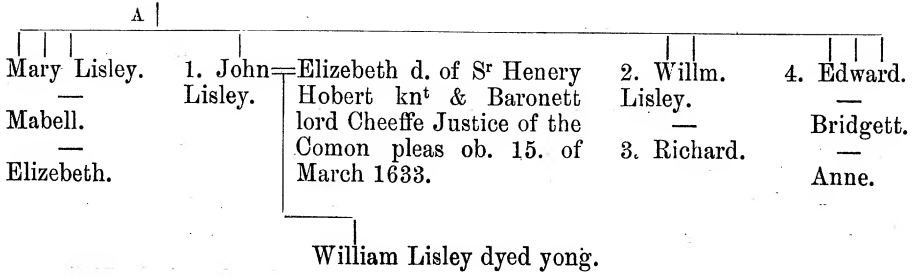 A
Mary Lisley.
—
Mabell.
—
Elizebeth.
1. John
Lisley.
Elizebeth d. of Sr Henery
Hobert knt & Baronett
lord Cheeffe Justice of the
Comon pleas ob. 15. of
March 1633.
2. Willm.
Lisley.
—
3. Richard.
4. Edward.
—
Bridgett.
—
Anne.
William Lisley dyed yong.